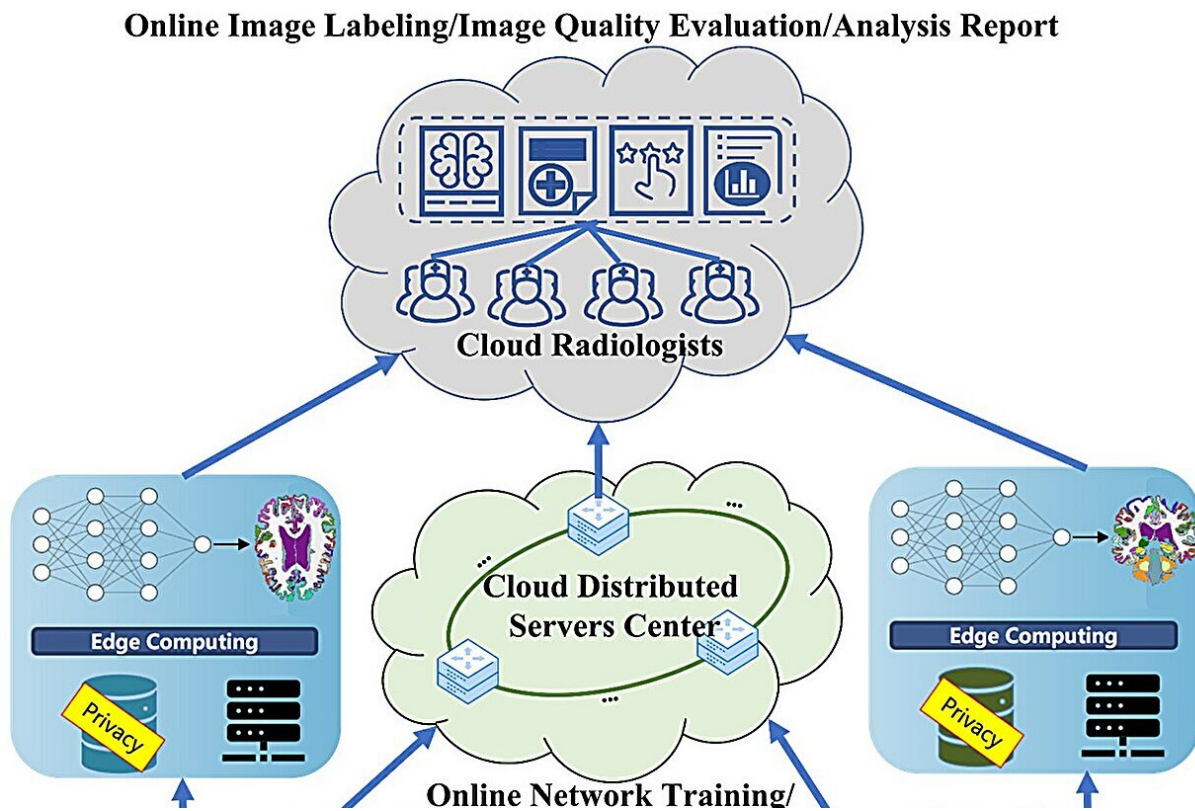 Online Image Labeling/Image Quality Evaluation/Analysis Report
Cloud Radiologists
Cloud Distributed
Servers Center
Edge Computing
Edge Computing
Privacy
Privacy
Online Network Training/